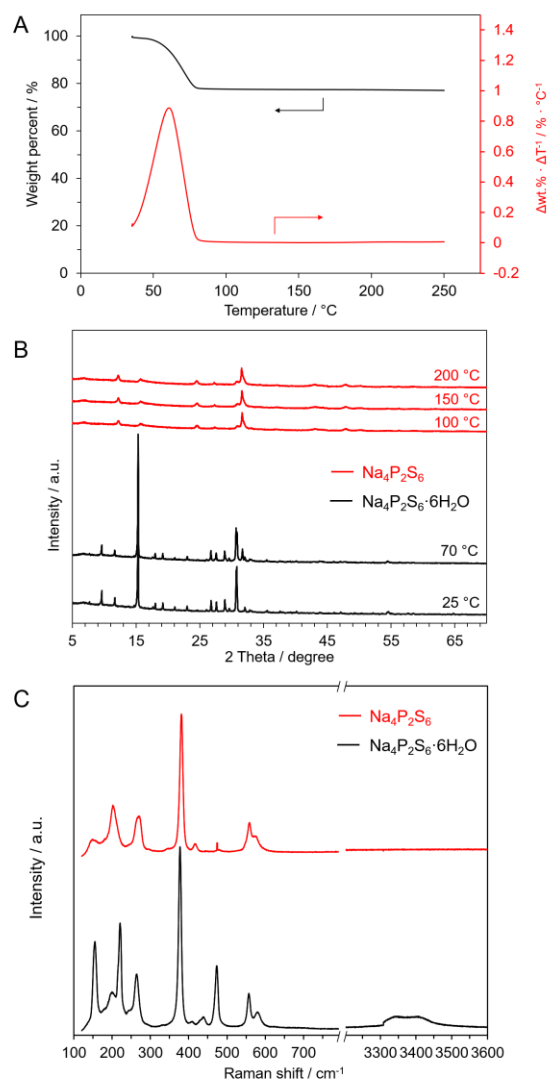 A
100
80
60
40
20
0
Weight percent / %
1.4
1.2
1
0.8
0.6
0.4
0.2
0
-0.2
Δwt.% · ΔT⁻¹ / % · °C⁻¹
0 50 100 150 200 250
Temperature / °C
B
200 °C
150 °C
100 °C
Na₄P₂S₆
Na₄P₂S₆·6H₂O
70 °C
25 °C
Intensity / a.u.
5 15 25 35 45 55 65
2 Theta / degree
C
Na₄P₂S₆
Na₄P₂S₆·6H₂O
Intensity / a.u.
100 200 300 400 500 600 700 3300 3400 3500 3600
Raman shift / cm⁻¹